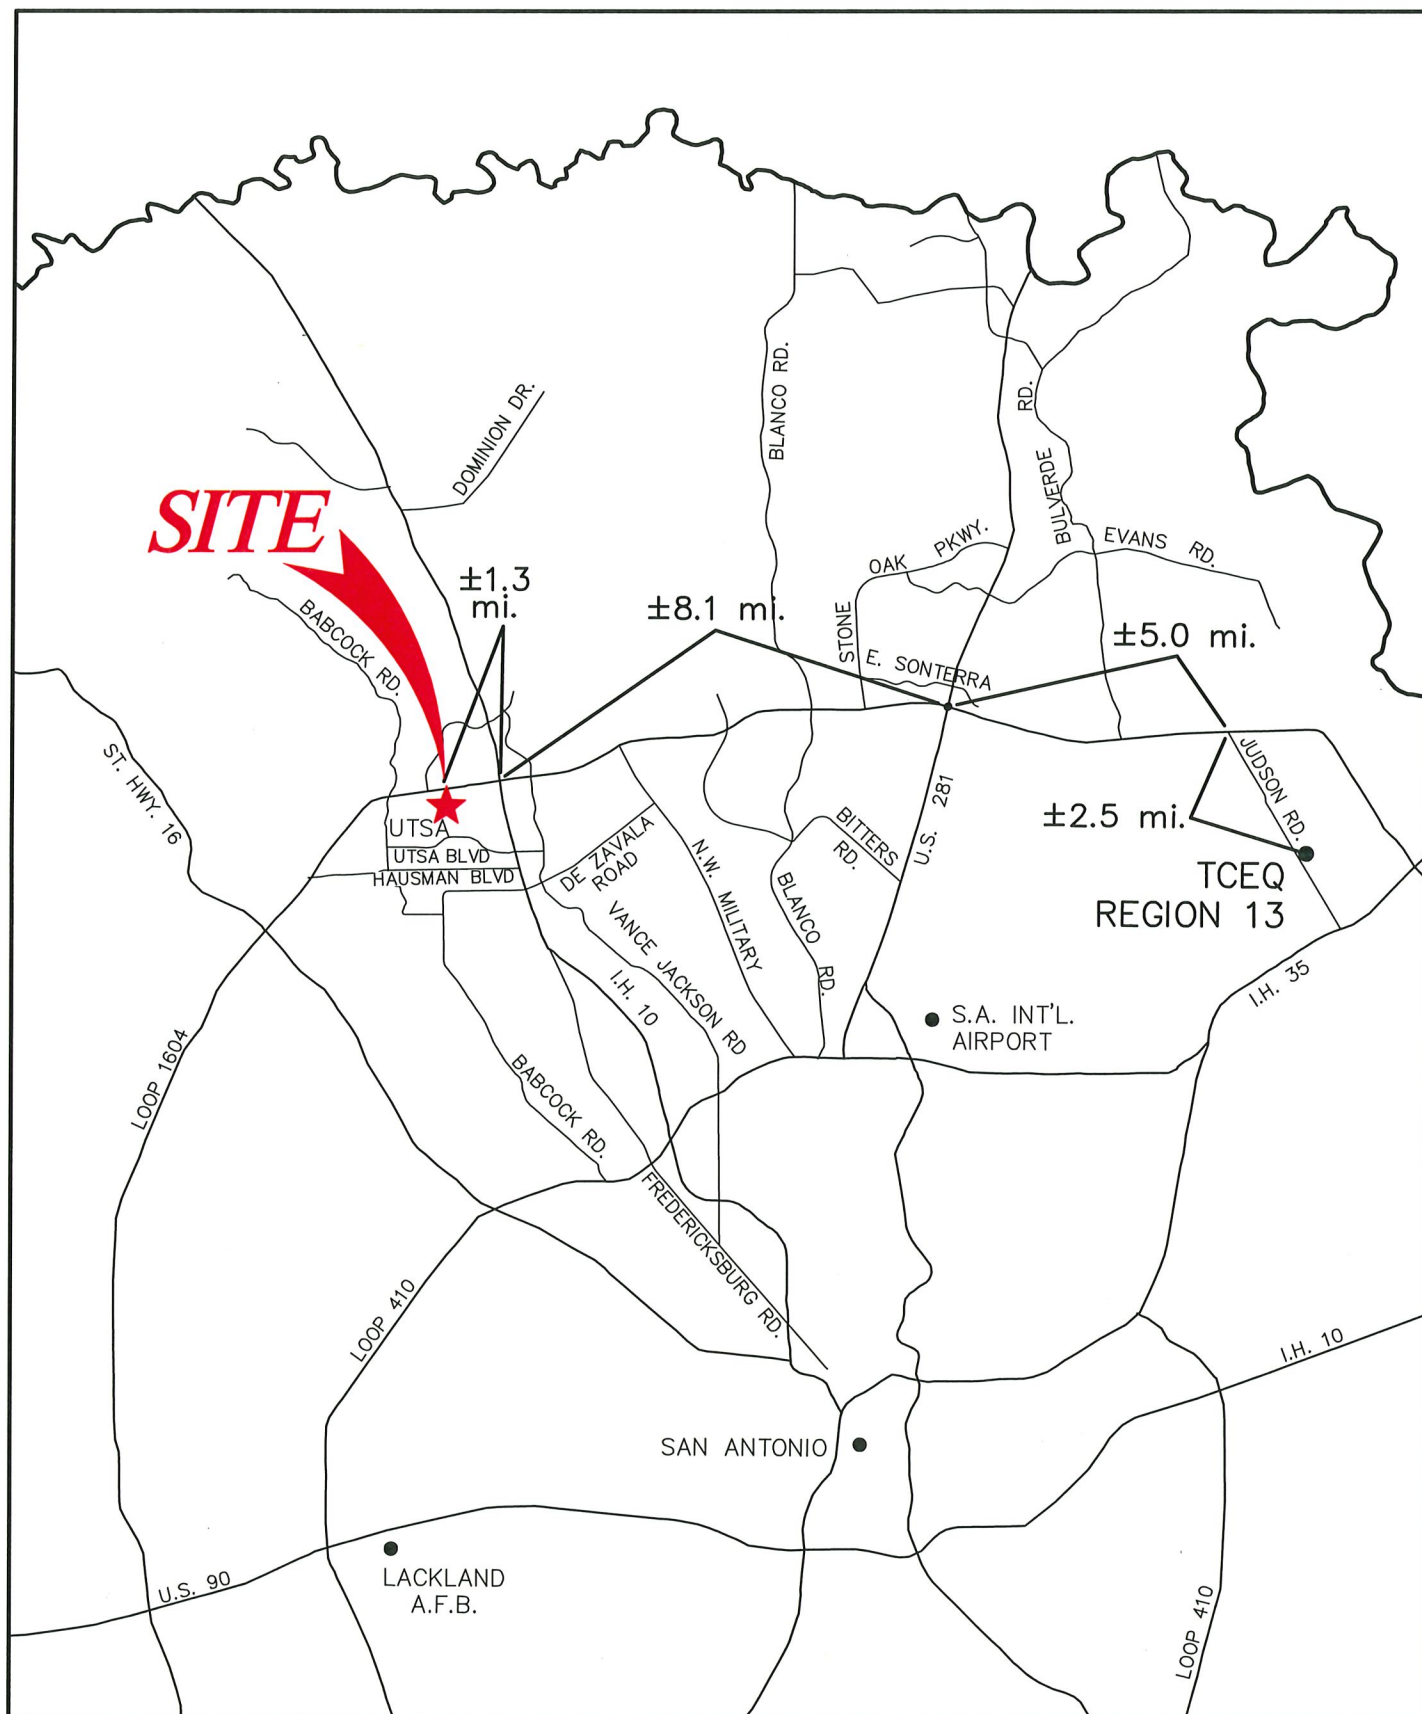 BLANCO RD.
RD.
BULVERDE
DOMINION DR.
SITE
EVANS RD.
OAK PKWY.
STONE
±1.3
mi.
±8.1 mi.
±5.0 mi.
BABCOCK RD.
E. SONTERRA
ST. HWY. 16
JUDSON RD.
U.S. 281
±2.5 mi.
BITTERS
RD.
UTSA
UTSA BLVD
HAUSMAN BLVD
DE ZAVALA
ROAD
N.W. MILITARY
BLANCO RD.
TCEQ
REGION 13
VANCE JACKSON RD
I.H. 10
I.H. 35
S.A. INT'L.
AIRPORT
LOOP 1604
BABCOCK RD.
FREDERICKSBURG RD.
LOOP 410
I.H. 10
SAN ANTONIO
LACKLAND
A.F.B.
U.S. 90
LOOP 410